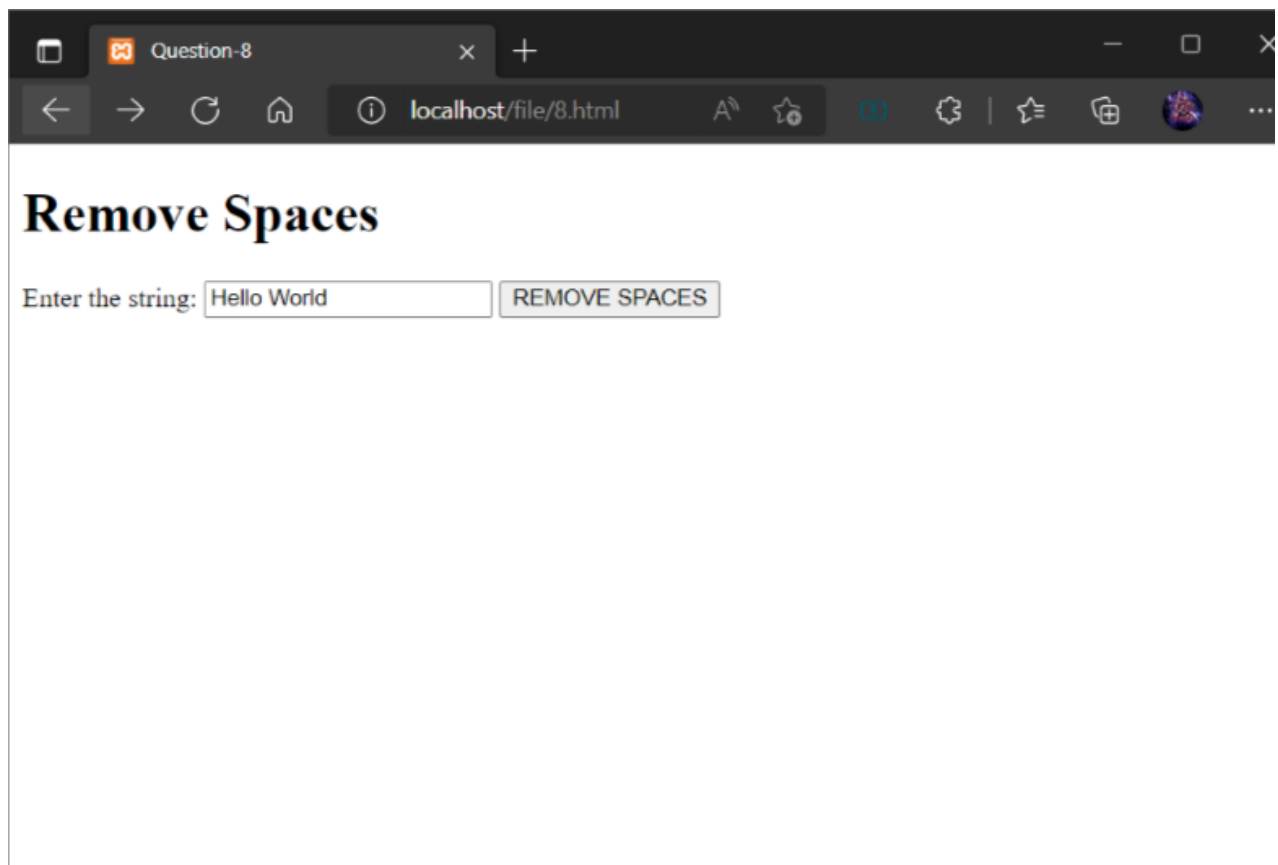 Question-8
localhost/file/8.html
Remove Spaces
Enter the string: Hello World REMOVE SPACES